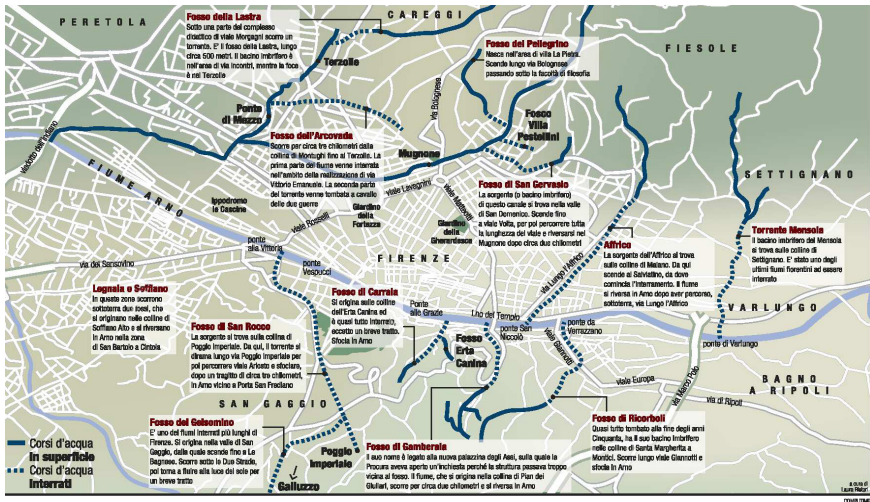 PERETOLA
CAREGGI
FIESOLE
SETTIGNANO
VARLUNGO
BAGNO
A RIPOLI
SAN GAGGIO
FIRENZE
FIUME ARNO
viadotto dell'Indiano
Fosso della Lastra
Sotto una parte del complesso
didattico di viale Morgagni scorre un
torrente. E' il fosso della Lastra, lungo
circa 500 metri. Il bacino imbrifero è
nell'area di via Incontri, mentre la foce
è nel Terzolle
Terzolle
Ponte
di Mezzo
Fosso del Pellegrino
Nasce nell'area di villa La Pietra.
Scende lungo via Bolognese
passando sotto la facoltà di filosofia
via Bolognese
Fosso dell'Arcovada
Scorre per circa tre chilometri dalla
collina di Montughi fino al Terzolle. La
prima parte del fiume venne interrata
nell'ambito della realizzazione di via
Vittorio Emanuele. La seconda parte
del torrente venne tombata a cavallo
delle due guerre
Mugnone
Fosco
Villa
Postellini
Fosso di San Gervasio
la sorgente (o bacino imbrifero)
di questo canale si trova nella valle
di San Domenico. Scende fino
a viale Volta, per poi percorrere tutta
la lunghezza del viale e riversarsi nel
Mugnone dopo circa due chilometri
viale Lavagnini
viale Matteotti
viale Rosselli
Ippodromo
le Cascine
Giardino
della
Fortezza
Giardino
della
Gherardesca
Affrico
La sorgente dell'Affrico si trova
sulla colline di Maiano. Da qui
scende al Salviatino, da dove
comincia l'interramento. Il fiume
si riversa in Arno dopo aver percorso,
sottoterra, via Lungo l'Affrico
via Lungo l'Affrico
Torrente Mensola
Il bacino imbrifero del Mensola
si trova sulle colline di
Settignano. E' stato uno degli
ultimi fiumi fiorentini ad essere
interrato
via del Sansovino
ponte
alla Vittoria
ponte
Vespucci
Ponte
alle Grazie
L.no del Tempio
ponte San
Niccolò
ponte da
Verrazzano
ponte di Varlungo
Legnaia e Soffiano
In queste zone scorrono
sottoterra due fossi, che
si originano nelle colline di
Soffiano Alto e si riversano
in Arno nella zona
di San Bartolo a Cintoia
Fosso di Carraia
Si origina sulle colline
dell'Erta Canina ed
è quasi tutto interrato,
eccetto un breve tratto.
Sfocia in Arno
Fosso di San Rocco
La sorgente si trova sulla collina di
Poggio Imperiale. Da qui, il torrente si
dirama lungo via Poggio Imperiale per
poi percorrere viale Ariosto e sfociare,
dopo un tragitto di circa tre chilometri,
in Arno vicino a Porta San Frediano
Fosso
Erta
Canina
viale Giannotti
viale Europa
via Marco Polo
via di Ripoli
Fosso del Gelsomino
E' uno dei fiumi interrati più lunghi di
Firenze. Si origina nella valle di San
Gaggio, dalla quale scende fino a Le
Bagnese. Scorre sotto le Due Strade,
poi torna a fluire alla luce del sole per
un breve tratto
Poggio
Imperiale
Galluzzo
Fosso di Gamberaia
Il suo nome è legato alla nuova palazzina degli Assi, sulla quale la
Procura aveva aperto un'inchiesta perché la struttura passava troppo
vicina al fosso. Il fiume, che si origina nella collina di Pian dei
Giullari, scorre per circa due chilometri e si riversa in Arno
Fosso di Ricorboli
Quasi tutto tombato alla fine degli anni
Cinquanta, ha il suo bacino imbrifero
nelle colline di Santa Margherita a
Montici. Scorre lungo viale Giannotti e
sfocia in Arno
Corsi d'acqua
In superficie
Corsi d'acqua
Interrati
a cura di